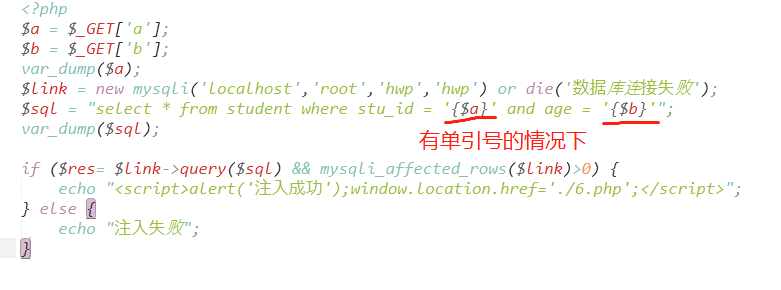 <?php
$a = $_GET['a'];
$b = $_GET['b'];
var_dump($a);
$link = new mysqli('localhost','root','hwp','hwp') or die('数据库连接失败');
$sql = "select * from student where stu_id = '{$a}' and age = '{$b}'";
var_dump($sql);
有单引号的情况下
if ($res= $link->query($sql) && mysqli_affected_rows($link)>0) {
    echo "<script>alert('注入成功');window.location.href='./6.php';</script>";
} else {
    echo "注入失败";
}